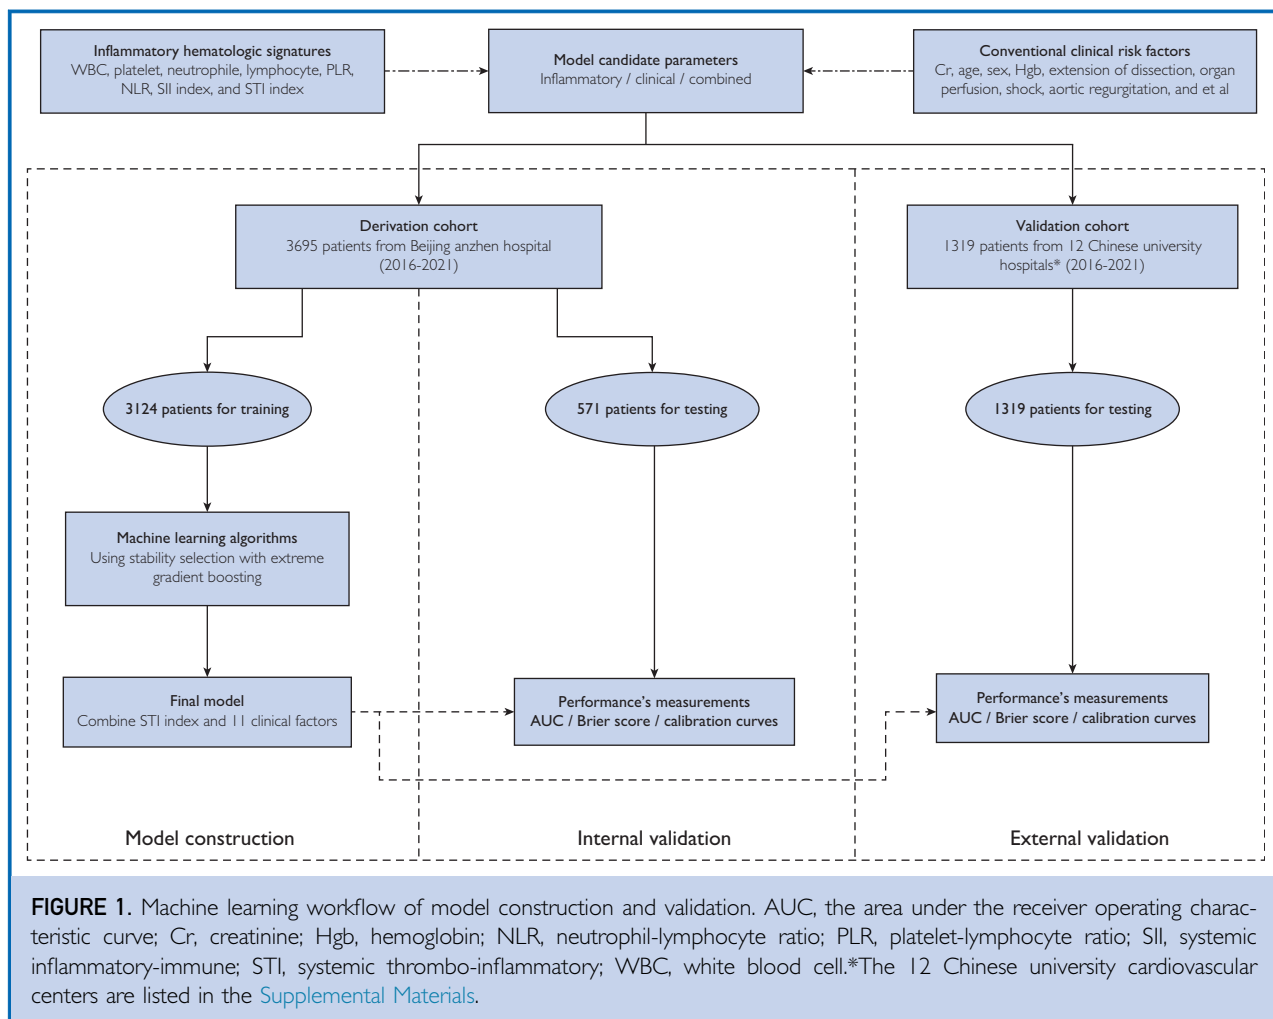 Inflammatory hematologic signatures
WBC, platelet, neutrophile, lymphocyte, PLR,
NLR, SII index, and STI index
Model candidate parameters
Inflammatory / clinical / combined
Conventional clinical risk factors
Cr, age, sex, Hgb, extension of dissection, organ
perfusion, shock, aortic regurgitation, and et al
Derivation cohort
3695 patients from Beijing anzhen hospital
(2016-2021)
Validation cohort
1319 patients from 12 Chinese university
hospitals* (2016-2021)
3124 patients for training
571 patients for testing
1319 patients for testing
Machine learning algorithms
Using stability selection with extreme
gradient boosting
Final model
Combine STI index and 11 clinical factors
Performance's measurements
AUC / Brier score / calibration curves
Performance's measurements
AUC / Brier score / calibration curves
Model construction
Internal validation
External validation
FIGURE 1. Machine learning workflow of model construction and validation. AUC, the area under the receiver operating charac-
teristic curve; Cr, creatinine; Hgb, hemoglobin; NLR, neutrophil-lymphocyte ratio; PLR, platelet-lymphocyte ratio; SII, systemic
inflammatory-immune; STI, systemic thrombo-inflammatory; WBC, white blood cell.*The 12 Chinese university cardiovascular
centers are listed in the Supplemental Materials.